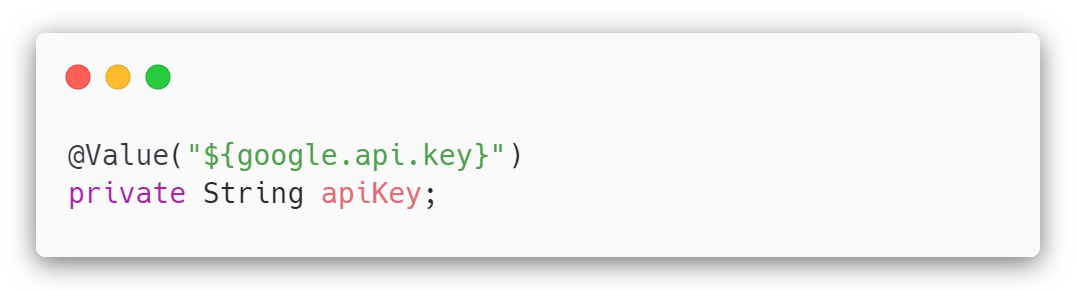 @Value("${google.api.key}")
private String apiKey;